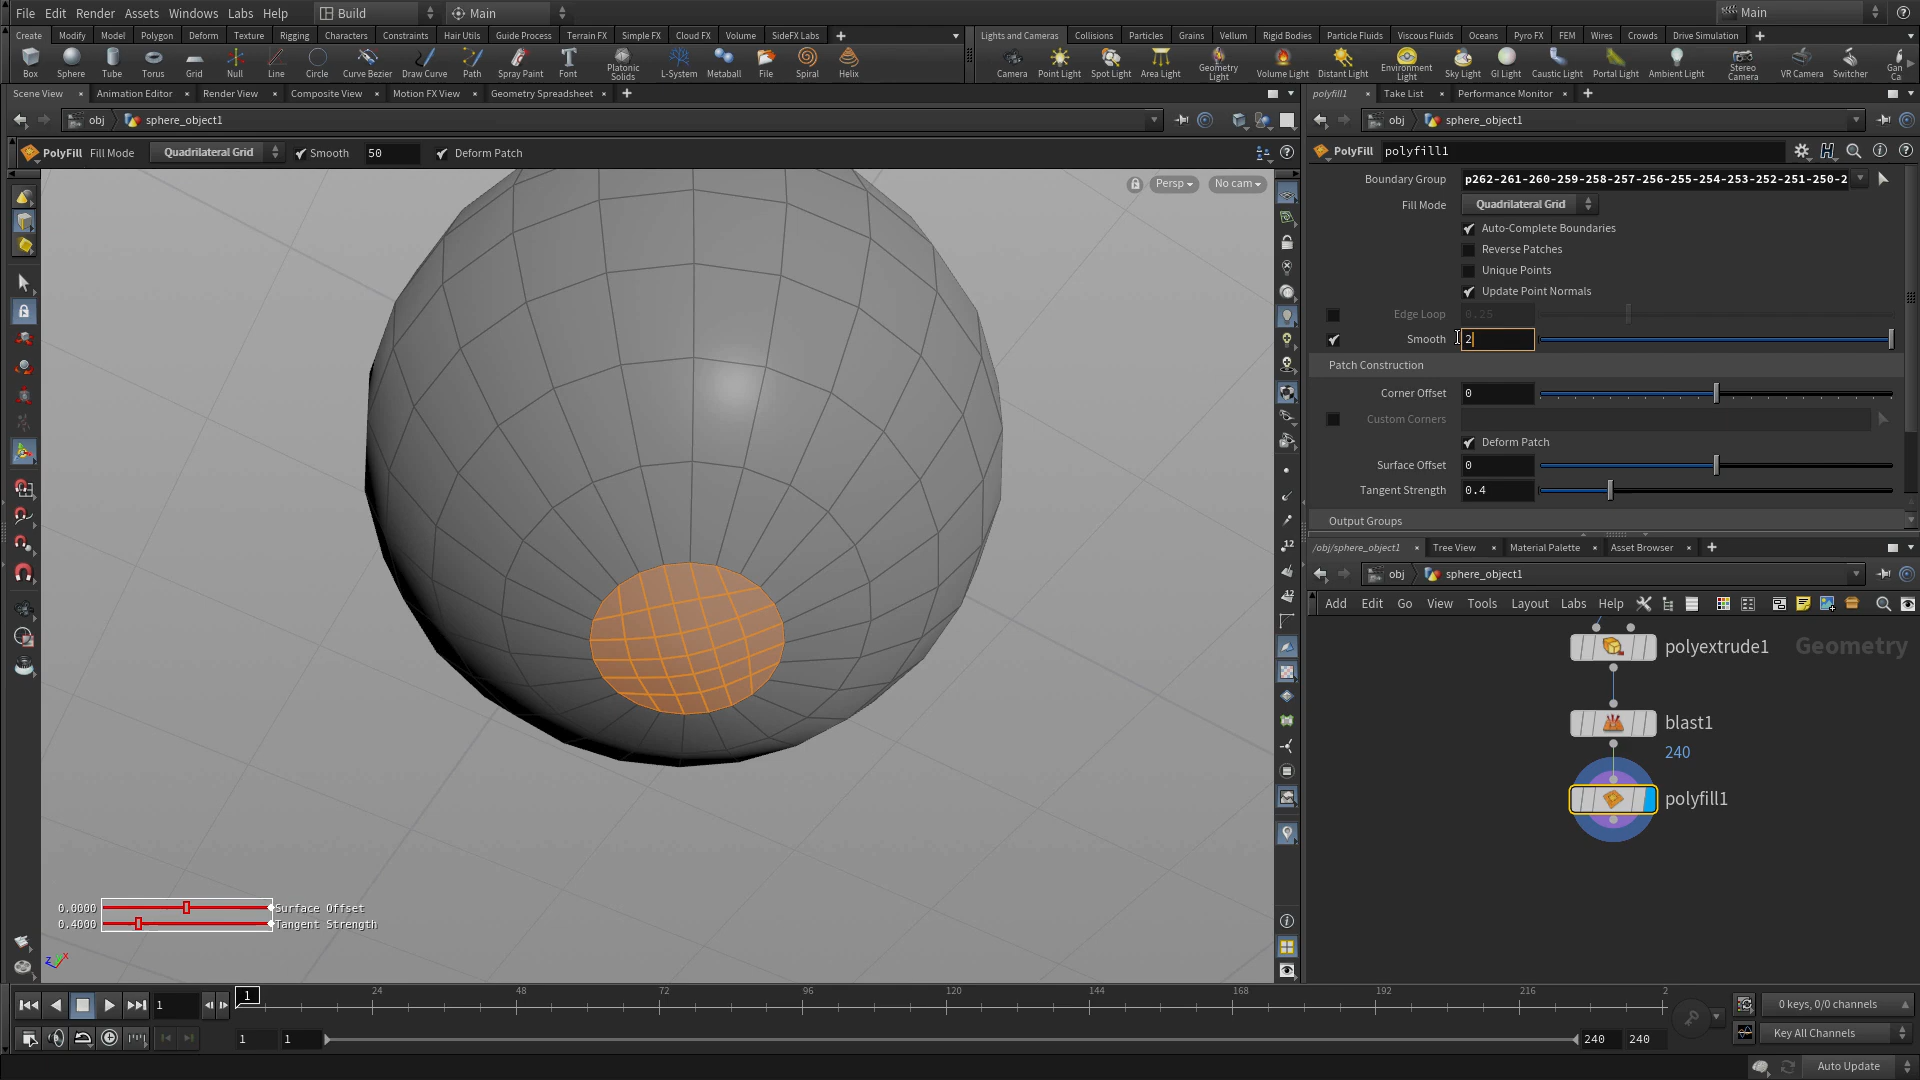 File Edit Render Assets Windows Labs Help Build Main Main
Create Modify Model Polygon Deform Texture Rigging Characters Constraints Hair Utils Guide Process Terrain FX Simple FX Cloud FX Volume SideFX Labs
Lights and Cameras Collisions Particles Grains Vellum Rigid Bodies Particle Fluids Viscous Fluids Oceans Pyro FX FEM Wires Crowds Drive Simulation
Box Sphere Tube Torus Grid Null Line Circle Curve Bezier Draw Curve Path Spray Paint Font Platonic Solids L-System Metaball File Spiral Helix
Camera Point Light Spot Light Area Light Geometry Light Volume Light Distant Light Environment Light Sky Light GI Light Caustic Light Portal Light Ambient Light Stereo Camera VR Camera Switcher Gan Ca
Scene View Animation Editor Render View Composite View Motion FX View Geometry Spreadsheet
polyfill1 Take List Performance Monitor
obj sphere_object1
obj sphere_object1
PolyFill Fill Mode Quadrilateral Grid Smooth 50 Deform Patch
PolyFill polyfill1
Persp No cam
Boundary Group p262-261-260-259-258-257-256-255-254-253-252-251-250-2
Fill Mode Quadrilateral Grid
Auto-Complete Boundaries
Reverse Patches
Unique Points
Update Point Normals
Edge Loop 0.25
Smooth 2
Patch Construction
Corner Offset 0
Custom Corners
Deform Patch
Surface Offset 0
Tangent Strength 0.4
Output Groups
/obj/sphere_object1 Tree View Material Palette Asset Browser
obj sphere_object1
Add Edit Go View Tools Layout Labs Help
polyextrude1 Geometry
blast1
240
polyfill1
0.0000 Surface Offset
0.4000 Tangent Strength
z x
12
12
1 1 24 48 72 96 120 144 168 192 216 2
0 keys, 0/0 channels
1 1 240 240
Key All Channels
Auto Update